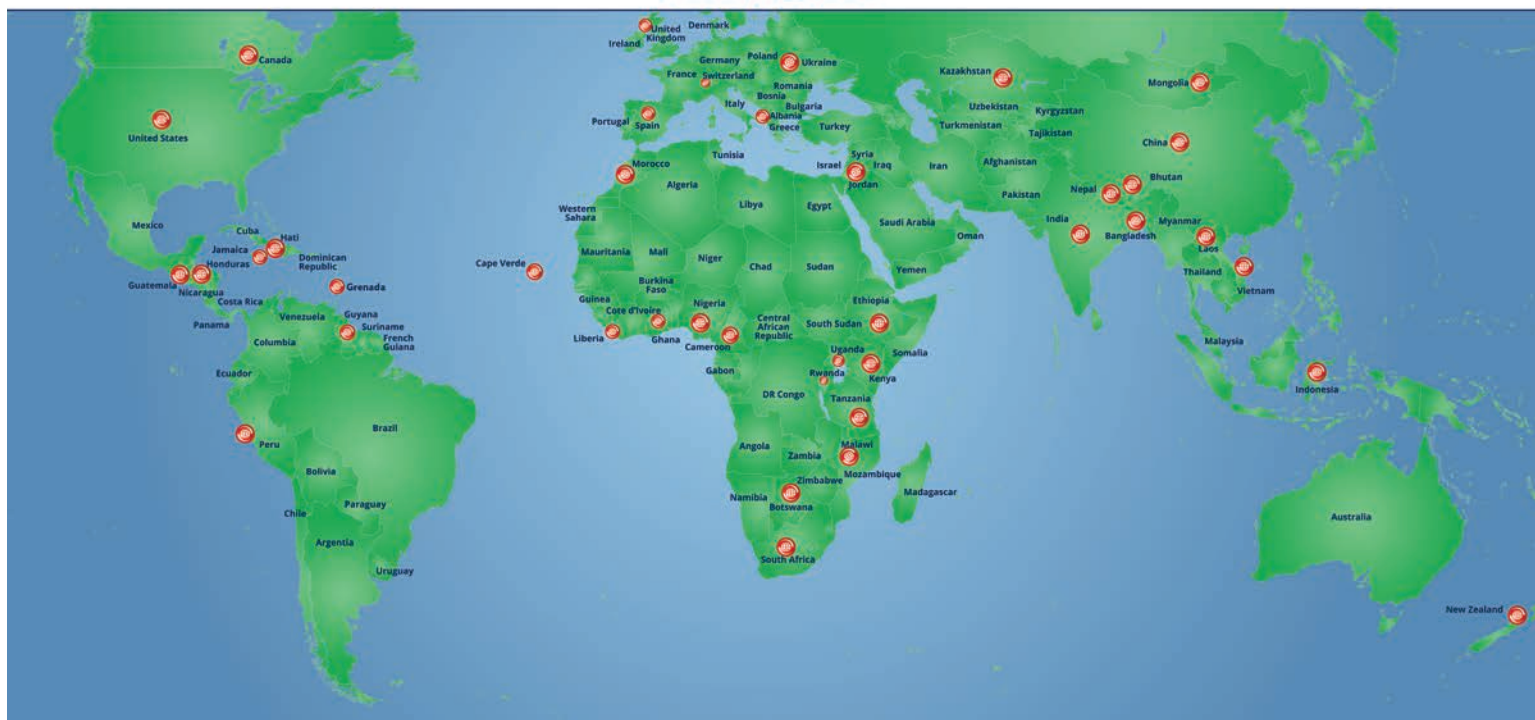 Canada
United States
Mexico
Cuba
Hati
Jamaica
Dominican
Republic
Honduras
Guatemala
Nicaragua
Costa Rica
Grenada
Panama
Venezuela
Guyana
Suriname
French
Guiana
Columbia
Ecuador
Peru
Brazil
Bolivia
Paraguay
Chile
Argentia
Uruguay
United
Kingdom
Ireland
Denmark
Germany
Poland
Ukraine
France
Switzerland
Romania
Bosnia
Italy
Bulgaria
Albania
Greece
Portugal
Spain
Turkey
Tunisia
Morocco
Algeria
Libya
Egypt
Western
Sahara
Mauritania
Mali
Niger
Chad
Sudan
Cape Verde
Guinea
Burkina
Faso
Nigeria
Cote d'Ivoire
Liberia
Ghana
Cameroon
Central
African
Republic
Ethiopia
South Sudan
Somalia
Uganda
Rwanda
Kenya
Gabon
DR Congo
Tanzania
Angola
Zambia
Malawi
Mozambique
Zimbabwe
Namibia
Botswana
Madagascar
South Africa
Israel
Syria
Iraq
Jordan
Iran
Saudi Arabia
Oman
Yemen
Kazakhstan
Uzbekistan
Kyrgyzstan
Turkmenistan
Tajikistan
Afghanistan
Pakistan
Mongolia
China
Nepal
Bhutan
India
Bangladesh
Myanmar
Laos
Thailand
Vietnam
Malaysia
Indonesia
Australia
New Zealand